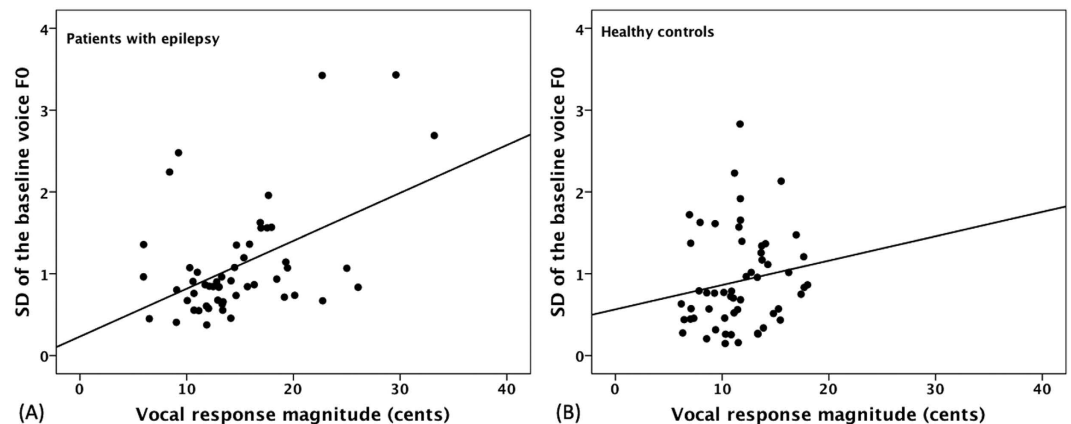 Patients with epilepsy
SD of the baseline voice F0
4
3
2
1
0
0 10 20 30 40
(A) Vocal response magnitude (cents)
Healthy controls
SD of the baseline voice F0
4
3
2
1
0
0 10 20 30 40
(B) Vocal response magnitude (cents)